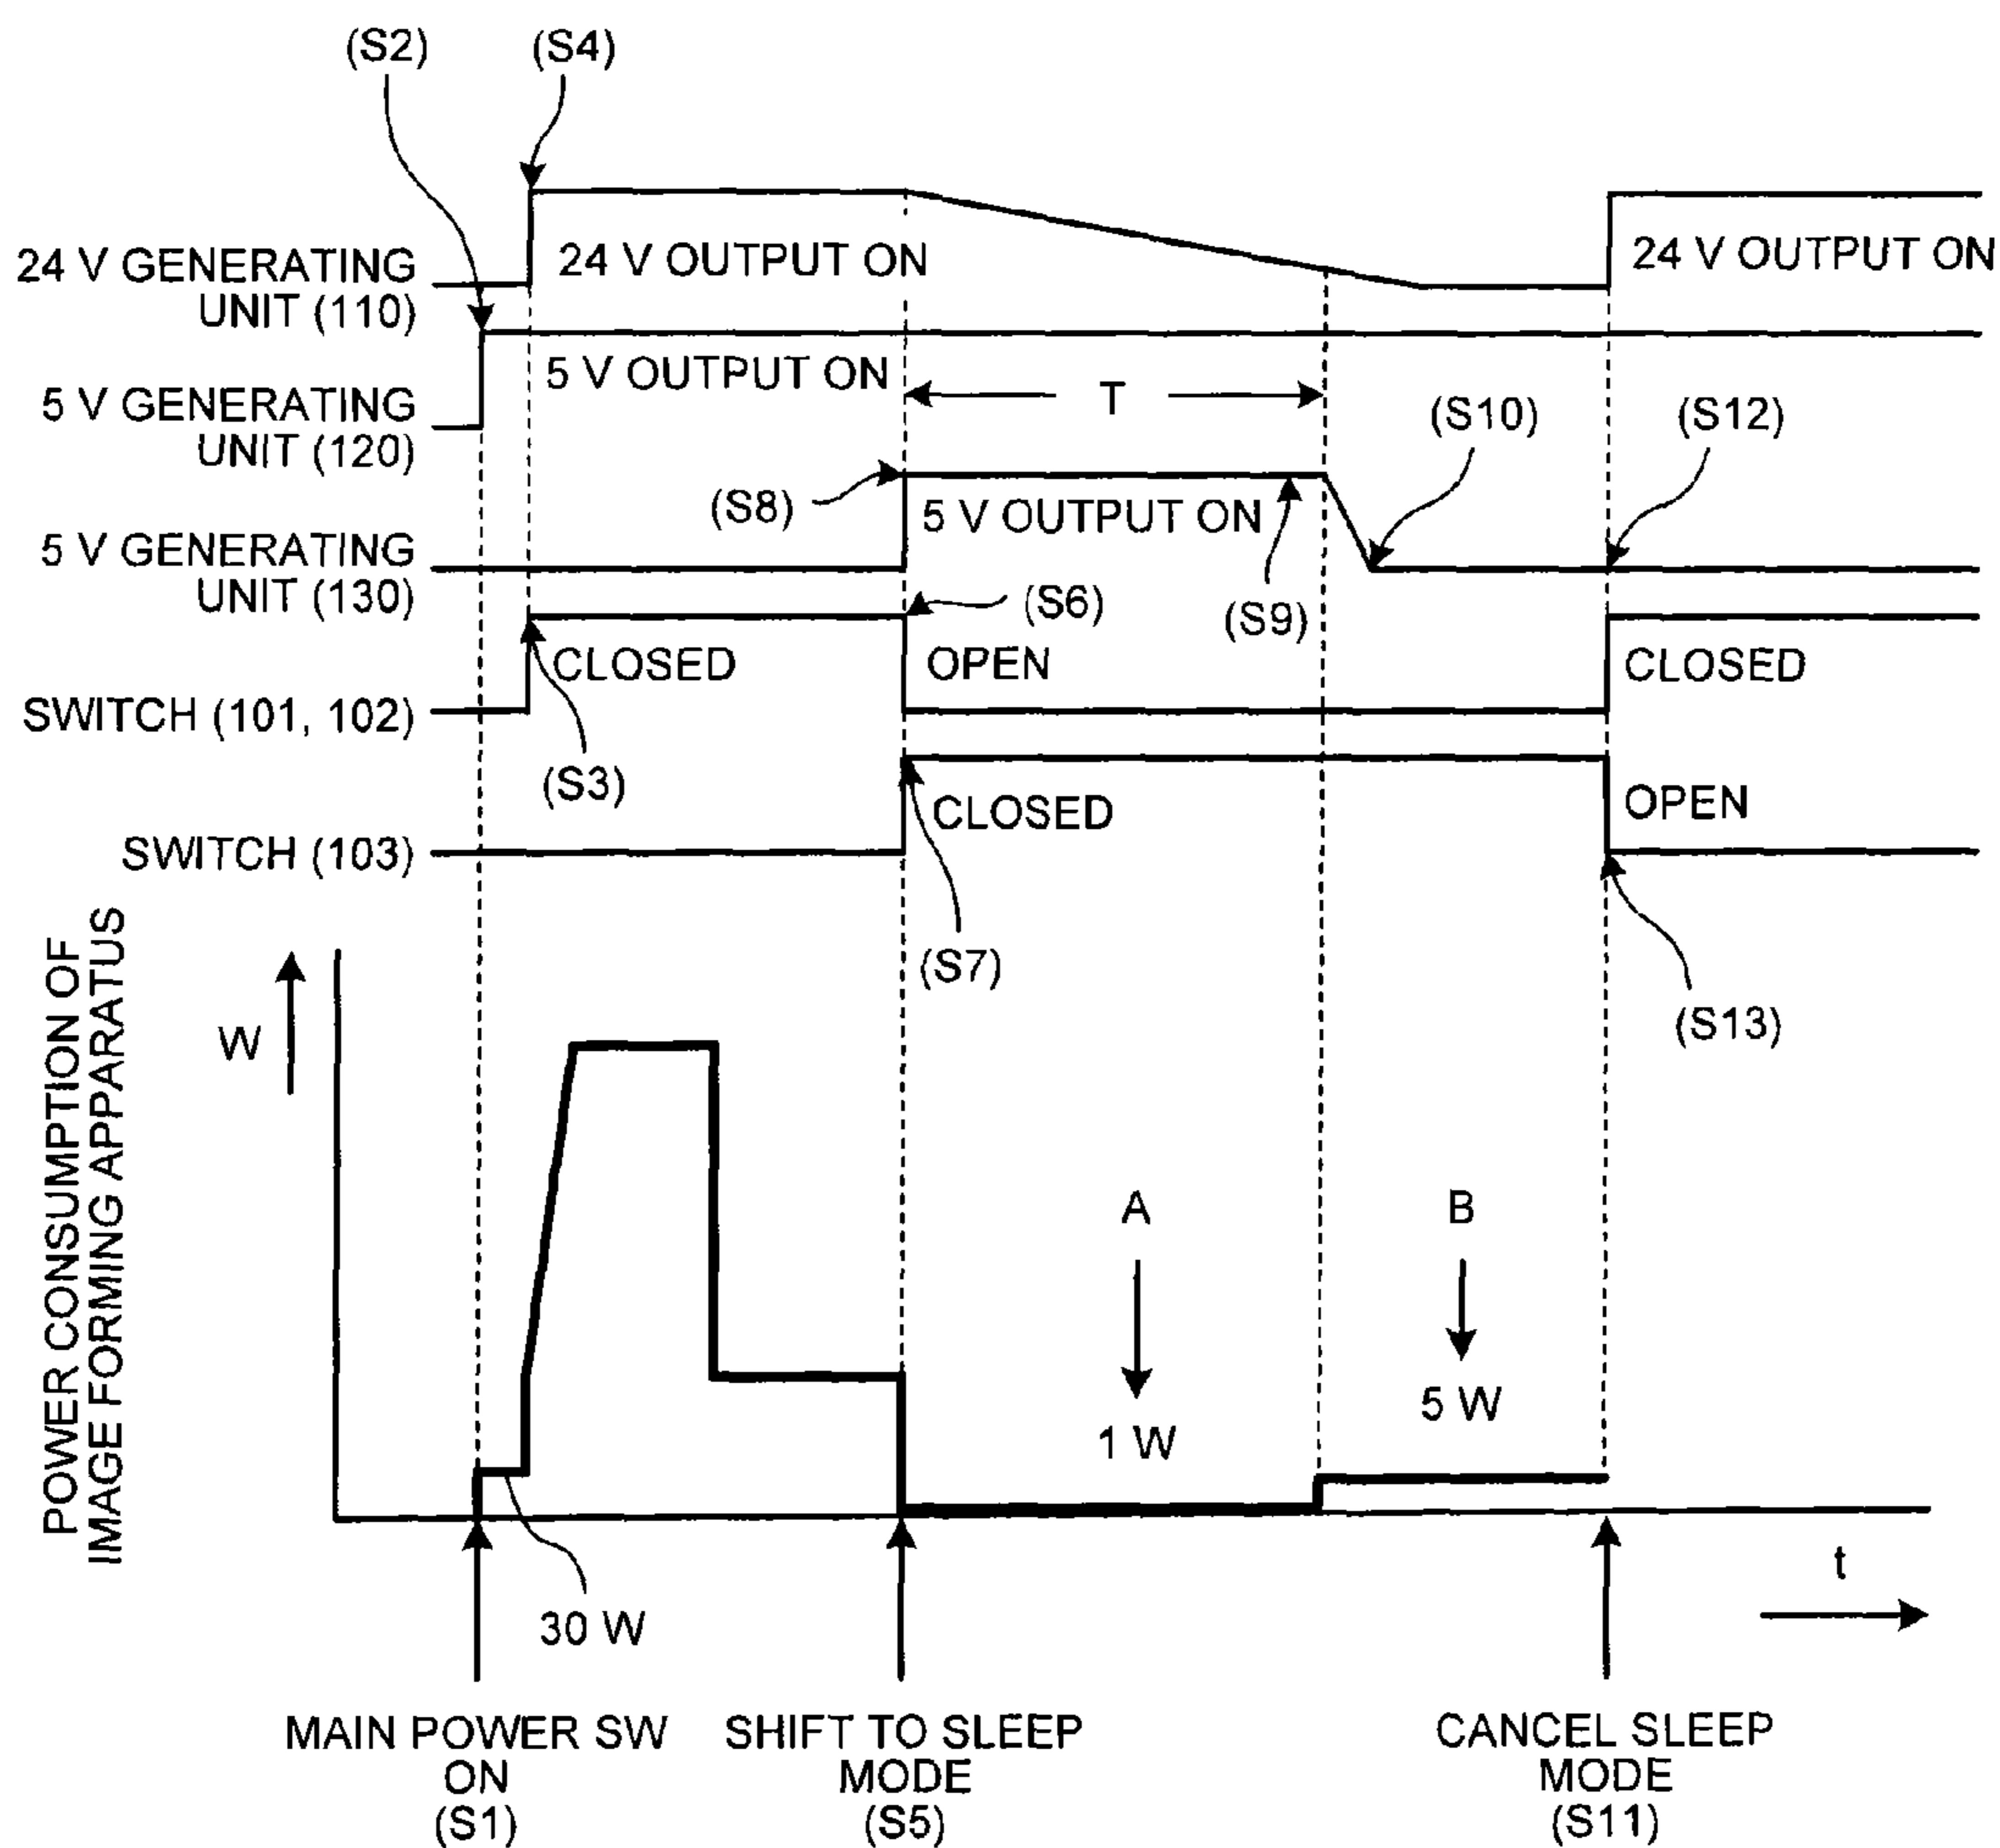 (S2)
(S4)
24 V GENERATING
UNIT (110)
24 V OUTPUT ON
24 V OUTPUT ON
5 V GENERATING
UNIT (120)
5 V OUTPUT ON
T
(S10)
(S12)
5 V GENERATING
UNIT (130)
(S8)
5 V OUTPUT ON
(S9)
(S6)
SWITCH (101, 102)
CLOSED
OPEN
CLOSED
(S3)
SWITCH (103)
CLOSED
OPEN
(S7)
(S13)
POWER CONSUMPTION OF
IMAGE FORMING APPARATUS
W
A
1 W
B
5 W
30 W
t
MAIN POWER SW
ON
(S1)
SHIFT TO SLEEP
MODE
(S5)
CANCEL SLEEP
MODE
(S11)